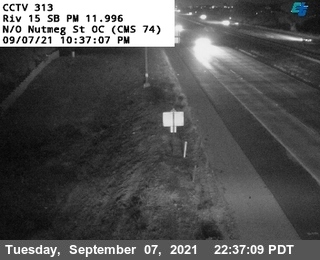 CCTV 313
Riv 15 SB PM 11.996
N/O Nutmeg St OC (CMS 74)
09/07/21 10:37:07 PM
Tuesday, September 07, 2021 22:37:09 PDT